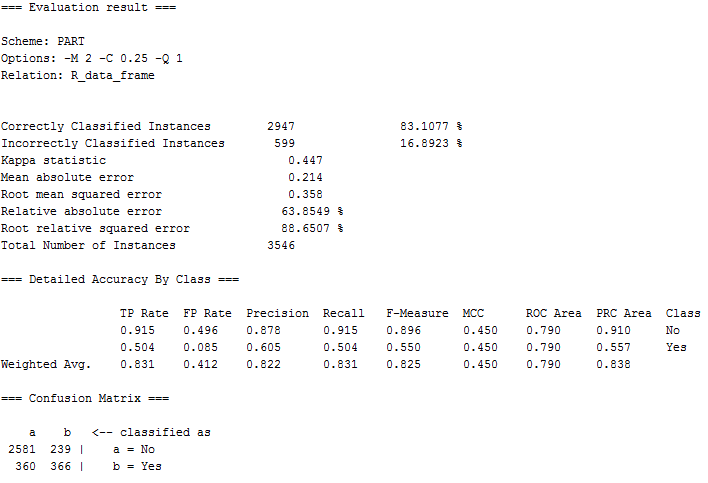 === Evaluation result ===
Scheme: PART
Options: -M 2 -C 0.25 -Q 1
Relation: R_data_frame
Correctly Classified Instances 2947 83.1077 %
Incorrectly Classified Instances 599 16.8923 %
Kappa statistic 0.447
Mean absolute error 0.214
Root mean squared error 0.358
Relative absolute error 63.8549 %
Root relative squared error 88.6507 %
Total Number of Instances 3546
=== Detailed Accuracy By Class ===
TP Rate FP Rate Precision Recall F-Measure MCC ROC Area PRC Area Class
0.915 0.496 0.878 0.915 0.896 0.450 0.790 0.910 No
0.504 0.085 0.605 0.504 0.550 0.450 0.790 0.557 Yes
Weighted Avg. 0.831 0.412 0.822 0.831 0.825 0.450 0.790 0.838
=== Confusion Matrix ===
a b <-- classified as
2581 239 | a = No
360 366 | b = Yes